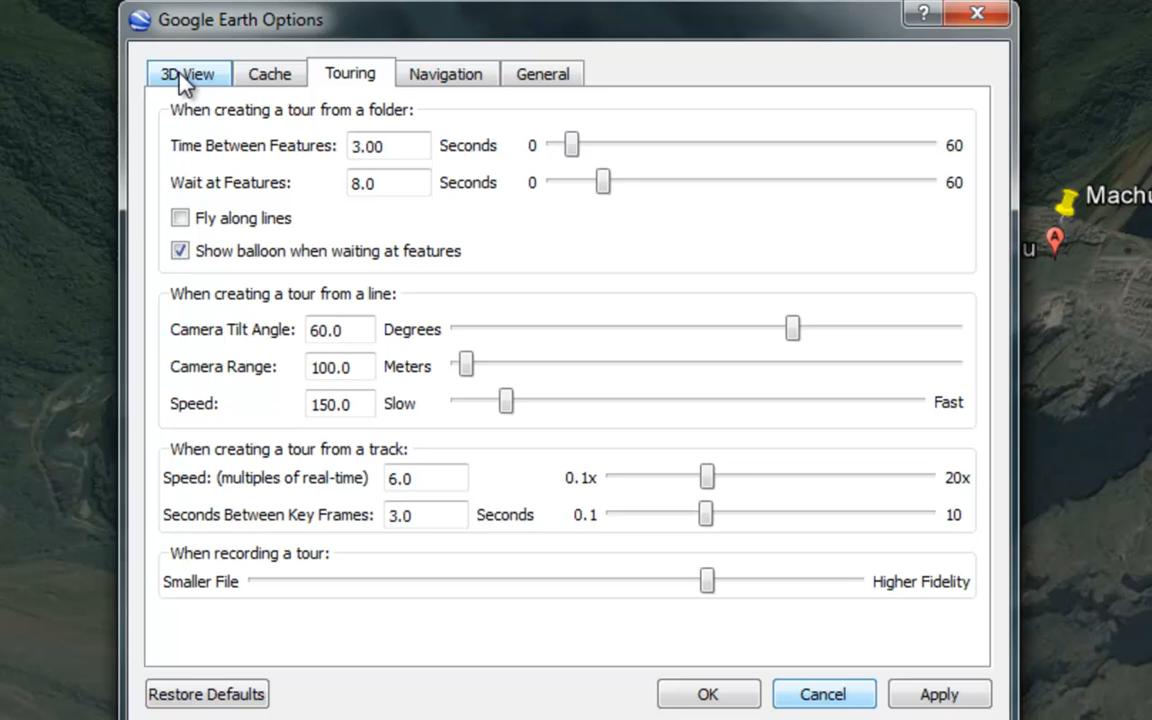 Google Earth Options
?
3D View Cache Touring Navigation General
When creating a tour from a folder:
Time Between Features: 3.00 Seconds 0 60
Wait at Features: 8.0 Seconds 0 60
Fly along lines
Show balloon when waiting at features
When creating a tour from a line:
Camera Tilt Angle: 60.0 Degrees
Camera Range: 100.0 Meters
Speed: 150.0 Slow Fast
When creating a tour from a track:
Speed: (multiples of real-time) 6.0 0.1x 20x
Seconds Between Key Frames: 3.0 Seconds 0.1 10
When recording a tour:
Smaller File Higher Fidelity
Restore Defaults OK Cancel Apply
Machu
A
u